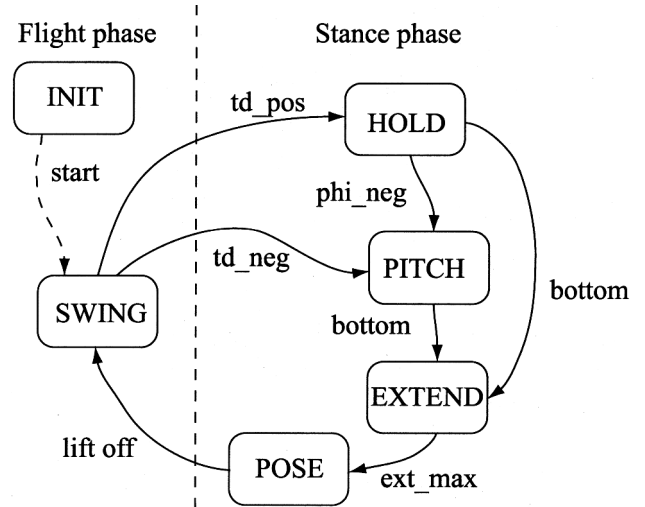 Flight phase
Stance phase
INIT
td_pos
HOLD
start
phi_neg
td_neg
PITCH
bottom
SWING
bottom
EXTEND
lift off
POSE
ext_max